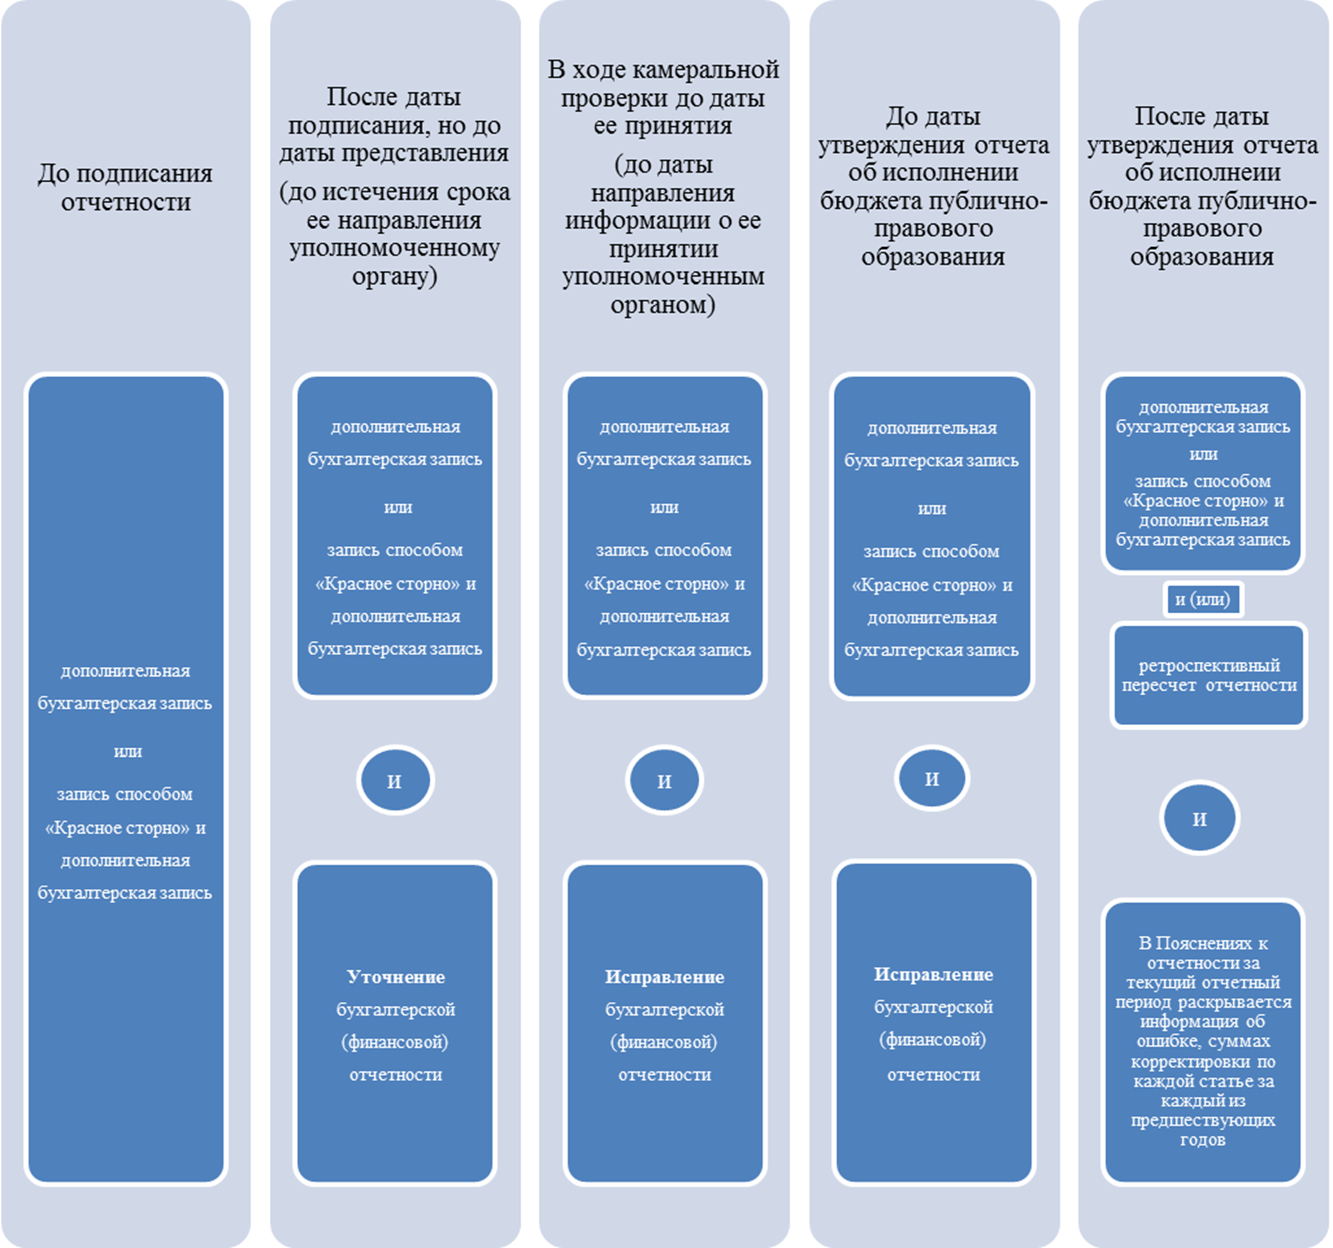 До подписания
отчетности
дополнительная
бухгалтерская запись
или
запись способом
«Красное сторно» и
дополнительная
бухгалтерская запись
После даты
подписания, но до
даты представления
(до истечения срока
ее направления
уполномоченному
органу)
дополнительная
бухгалтерская запись
или
запись способом
«Красное сторно» и
дополнительная
бухгалтерская запись
и
Уточнение
бухгалтерской
(финансовой)
отчетности
В ходе камеральной
проверки до даты
ее принятия
(до даты
направления
информации о ее
принятии
уполномоченным
органом)
дополнительная
бухгалтерская запись
или
запись способом
«Красное сторно» и
дополнительная
бухгалтерская запись
и
Исправление
бухгалтерской
(финансовой)
отчетности
До даты
утверждения отчета
об исполнении
бюджета публично-
правового
образования
дополнительная
бухгалтерская запись
или
запись способом
«Красное сторно» и
дополнительная
бухгалтерская запись
и
Исправление
бухгалтерской
(финансовой)
отчетности
После даты
утверждения отчета
об исполнеии
бюджета публично-
правового
образования
дополнительная
бухгалтерская запись
или
запись способом
«Красное сторно» и
дополнительная
бухгалтерская запись
и (или)
ретроспективный
пересчет отчетности
и
В Пояснениях к
отчетности за
текущий отчетный
период раскрывается
информация об
ошибке, суммах
корректировки по
каждой статье за
каждый из
предшествующих
годов